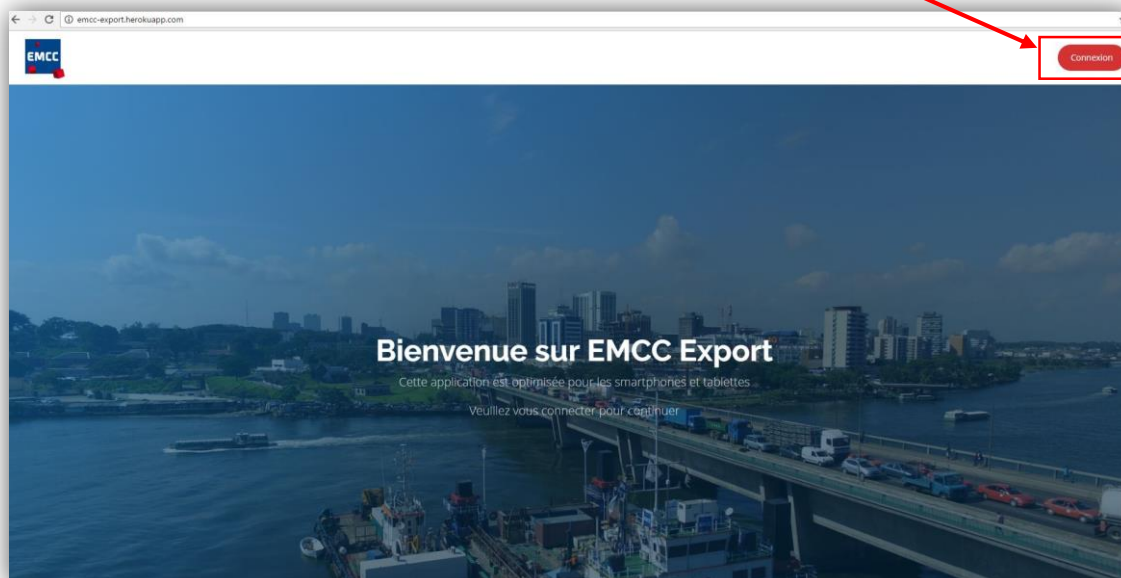 emcc-export.herokuapp.com
EMCC
Connexion
Bienvenue sur EMCC Export
Cette application est optimisée pour les smartphones et tablettes
Veuillez vous connecter pour continuer